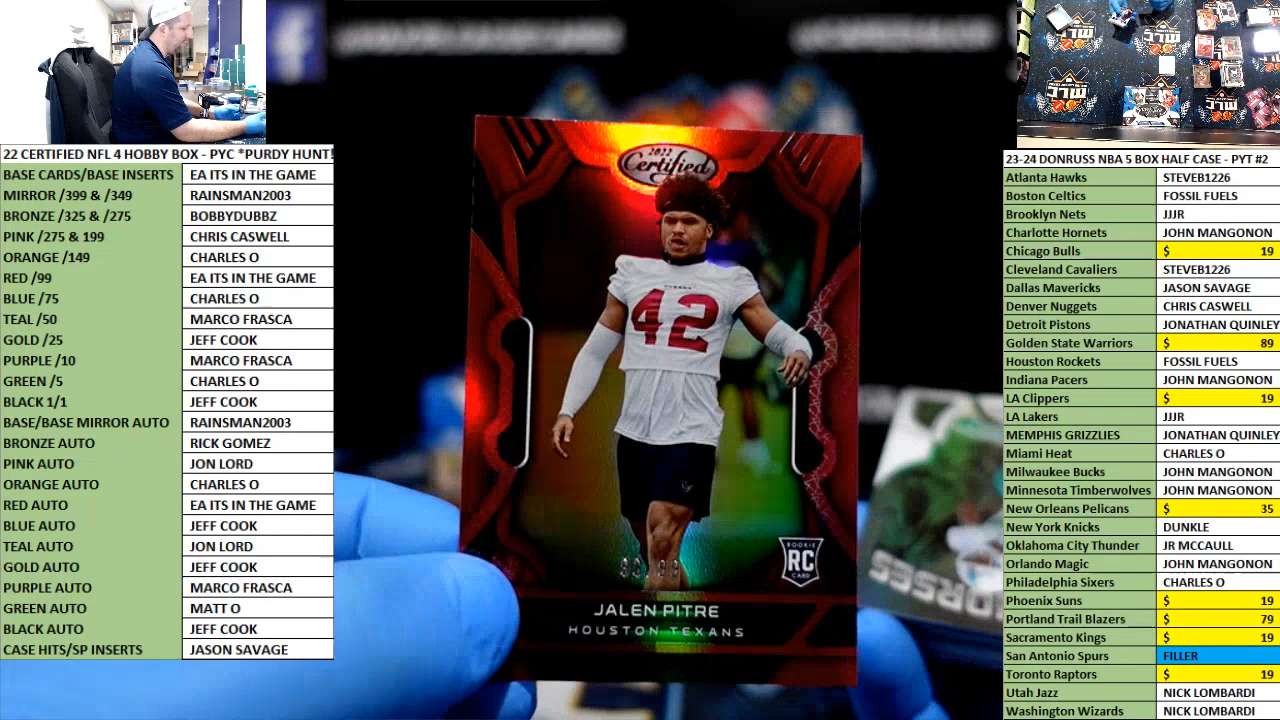 22 CERTIFIED NFL 4 HOBBY BOX - PYC *PURDY HUNT!
BASE CARDS/BASE INSERTS EA ITS IN THE GAME
MIRROR /399 & /349 RAINSMAN2003
BRONZE /325 & /275 BOBBYDUBBZ
PINK /275 & 199 CHRIS CASWELL
ORANGE /149 CHARLES O
RED /99 EA ITS IN THE GAME
BLUE /75 CHARLES O
TEAL /50 MARCO FRASCA
GOLD /25 JEFF COOK
PURPLE /10 MARCO FRASCA
GREEN /5 CHARLES O
BLACK 1/1 JEFF COOK
BASE/BASE MIRROR AUTO RAINSMAN2003
BRONZE AUTO RICK GOMEZ
PINK AUTO JON LORD
ORANGE AUTO CHARLES O
RED AUTO EA ITS IN THE GAME
BLUE AUTO JEFF COOK
TEAL AUTO JON LORD
GOLD AUTO JEFF COOK
PURPLE AUTO MARCO FRASCA
GREEN AUTO MATT O
BLACK AUTO JEFF COOK
CASE HITS/SP INSERTS JASON SAVAGE
2022
Certified
42
ROOKIE
RC
CARD
JALEN PITRE
HOUSTON TEXANS
23-24 DONRUSS NBA 5 BOX HALF CASE - PYT #2
Atlanta Hawks STEVEB1226
Boston Celtics FOSSIL FUELS
Brooklyn Nets JJJR
Charlotte Hornets JOHN MANGONON
Chicago Bulls $ 19
Cleveland Cavaliers STEVEB1226
Dallas Mavericks JASON SAVAGE
Denver Nuggets CHRIS CASWELL
Detroit Pistons JONATHAN QUINLEY
Golden State Warriors $ 89
Houston Rockets FOSSIL FUELS
Indiana Pacers JOHN MANGONON
LA Clippers $ 19
LA Lakers JJJR
MEMPHIS GRIZZLIES JONATHAN QUINLEY
Miami Heat CHARLES O
Milwaukee Bucks JOHN MANGONON
Minnesota Timberwolves JOHN MANGONON
New Orleans Pelicans $ 35
New York Knicks DUNKLE
Oklahoma City Thunder JR MCCAULL
Orlando Magic JOHN MANGONON
Philadelphia Sixers CHARLES O
Phoenix Suns $ 19
Portland Trail Blazers $ 79
Sacramento Kings $ 19
San Antonio Spurs FILLER
Toronto Raptors $ 19
Utah Jazz NICK LOMBARDI
Washington Wizards NICK LOMBARDI